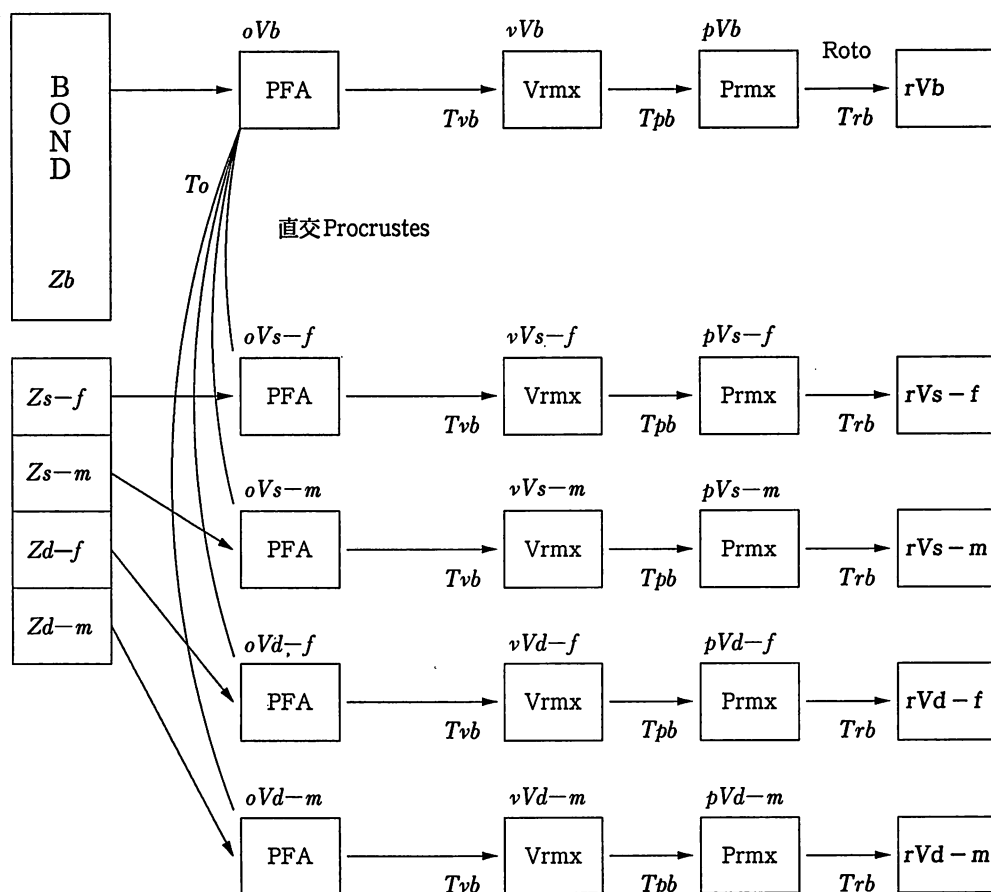 oVb
vVb
pVb
Roto
BOND
PFA
Vrmx
Prmx
rVb
Tvb
Tpb
Trb
To
直交Procrustes
Zb
oVs-f
vVs-f
pVs-f
Zs-f
PFA
Vrmx
Prmx
rVs-f
Tvb
Tpb
Trb
Zs-m
oVs-m
vVs-m
pVs-m
Zd-f
PFA
Vrmx
Prmx
rVs-m
Tvb
Tpb
Trb
Zd-m
oVd-f
vVd-f
pVd-f
PFA
Vrmx
Prmx
rVd-f
Tvb
Tpb
Trb
oVd-m
vVd-m
pVd-m
PFA
Vrmx
Prmx
rVd-m
Tvb
Tpb
Trb